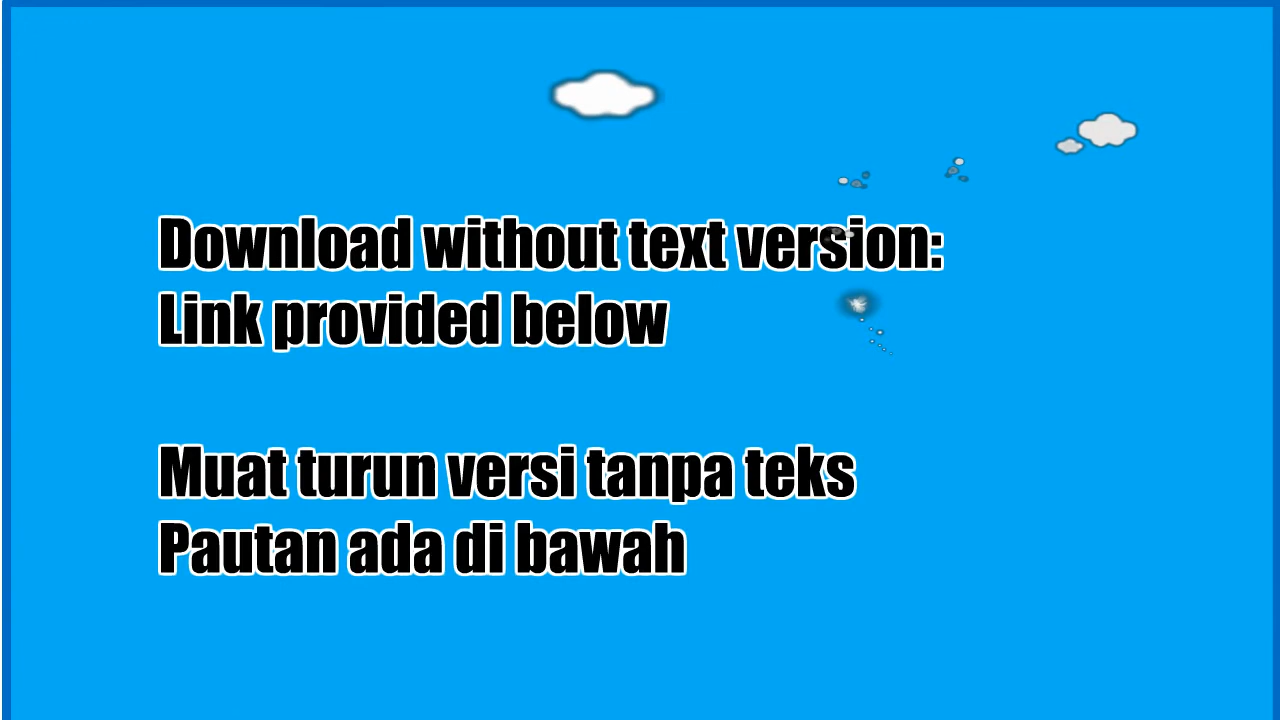 Download without text version:
Link provided below
Muat turun versi tanpa teks
Pautan ada di bawah